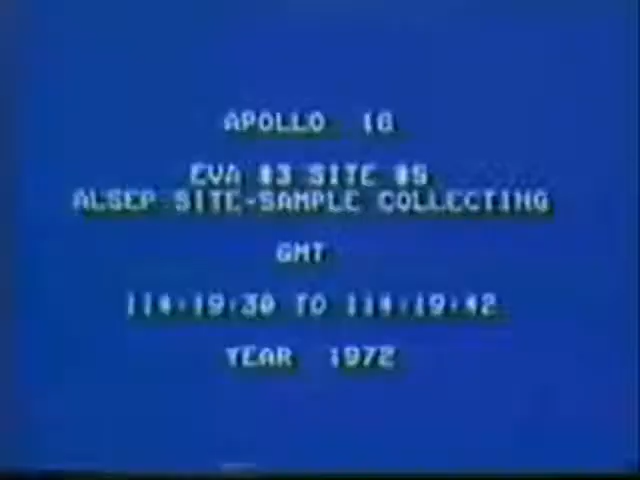 APOLLO 16
EVA #3 SITE #5
ALSEP SITE-SAMPLE COLLECTING
GMT
114:19:30 TO 114:19:42
YEAR 1972